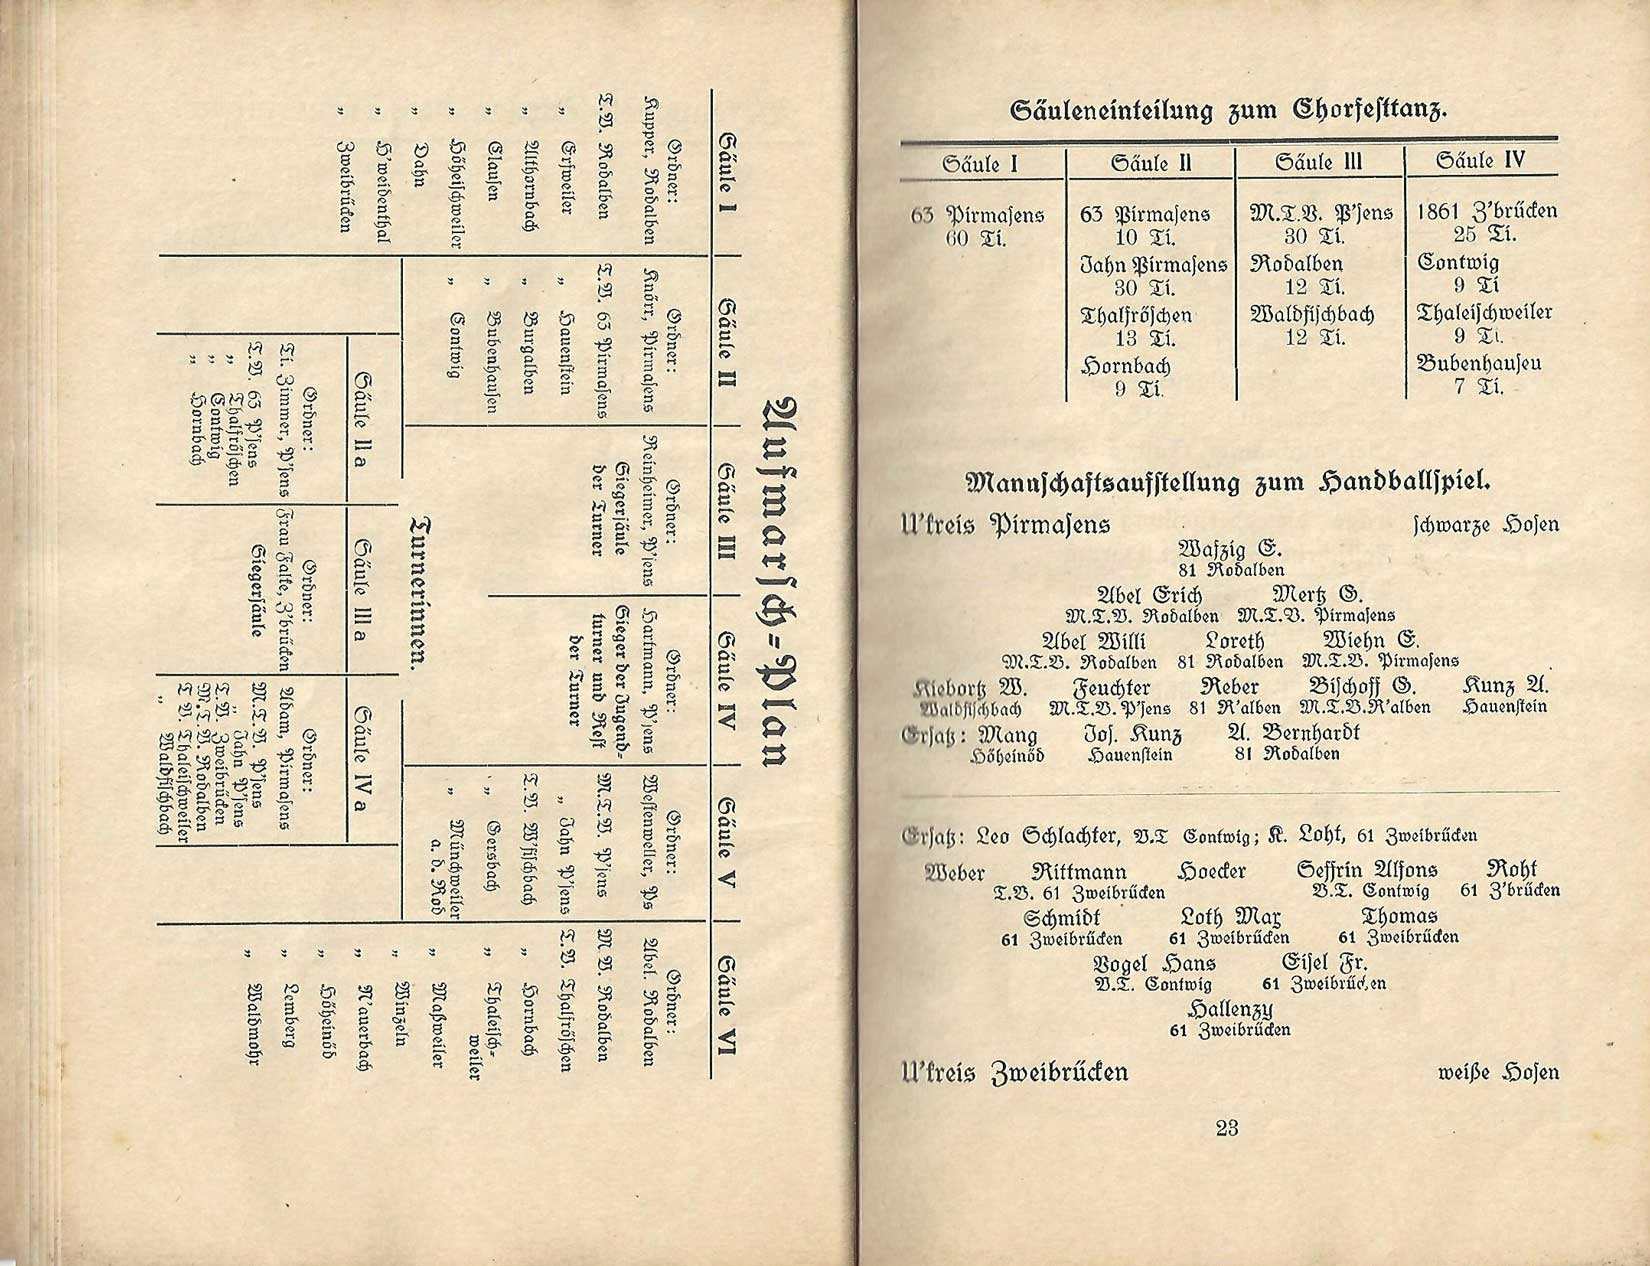 Aufmarsch-Plan
Säule I
Ordner:
Kupper, Rodalben
T.V. Rodalben
„ Erfweiler
„ Althornbach
„ Clausen
„ Höheischweiler
„ Dahn
„ H'weidenthal
„ Zweibrücken
Säule II
Ordner:
Knörr, Pirmasens
T.V. 63 Pirmasens
„ Hauenstein
„ Burgalben
„ Bubenhausen
„ Contwig
Säule III
Ordner:
Reinheimer, P'sens
Siegersäule
der Turner
Säule IV
Ordner:
Hartmann, P'sens
Sieger der Jugend-
turner und Rest
der Turner
Säule V
Ordner:
Westenweller, Ps
M.T.V. P'sens
„ Jahn P'sens
T.V. W'fischbach
„ Gersbach
„ Münchweiler
a. d. Rod
Säule VI
Ordner:
Abel. Rodalben
M.V. Rodalben
T.V. Thalfröschen
„ Hornbach
„ Thaleisch-
weiler
„ Maßweiler
„ Winzeln
„ N'auerbach
„ Höheinöd
„ Lemberg
„ Waldmohr
Turnerinnen.
Säule II a
Ordner:
Ti. Zimmer, P'sens
T.V. 63 P'sens
„ Thalfröschen
„ Contwig
„ Hornbach
Säule III a
Ordner:
Frau Falke, Z'brücken
Siegersäule
Säule IV a
Ordner:
Adam, Pirmasens
M.T.V. P'sens
„ Jahn P'sens
T.V. Zweibrücken
M.T.V. Rodalben
T.V. Thaleischweiler
„ Waldfischbach
Säuleneinteilung zum Chorfesttanz.
Säule I Säule II Säule III Säule IV
63 Pirmasens 63 Pirmasens M.T.V. P'sens 1861 Z'brücken
60 Ti. 10 Ti. 30 Ti. 25 Ti.
Jahn Pirmasens Rodalben Contwig
30 Ti. 12 Ti. 9 Ti
Thalfröschen Waldfischbach Thaleischweiler
13 Ti. 12 Ti. 9 Ti.
Hornbach Bubenhauseu
9 Ti. 7 Ti.
Mannschaftsaufstellung zum Handballspiel.
U'kreis Pirmasens schwarze Hosen
Wafzig E.
81 Rodalben
Abel Erich Mertz G.
M.T.V. Rodalben M.T.V. Pirmasens
Abel Willi Loreth Wiehn E.
M.T.V. Rodalben 81 Rodalben M.T.V. Pirmasens
Kiebortz W. Feuchter Reber Bischoff G. Kunz A.
Waldfischbach M.T.V. P'sens 81 R'alben M.T.V.R'alben Hauenstein
Ersatz: Mang Jos. Kunz A. Bernhardt
Höheinöd Hauenstein 81 Rodalben
Ersatz: Leo Schlachter, V.T Contwig; K. Loht, 61 Zweibrücken
Weber Rittmann Hoecker Seffrin Alfons Roht
T.V. 61 Zweibrücken V.T. Contwig 61 Z'brücken
Schmidt Loth Max Thomas
61 Zweibrücken 61 Zweibrücken 61 Zweibrücken
Vogel Hans Eisel Fr.
V.T. Contwig 61 Zweibrücken
Hallenzy
61 Zweibrücken
U'kreis Zweibrücken weiße Hosen
23